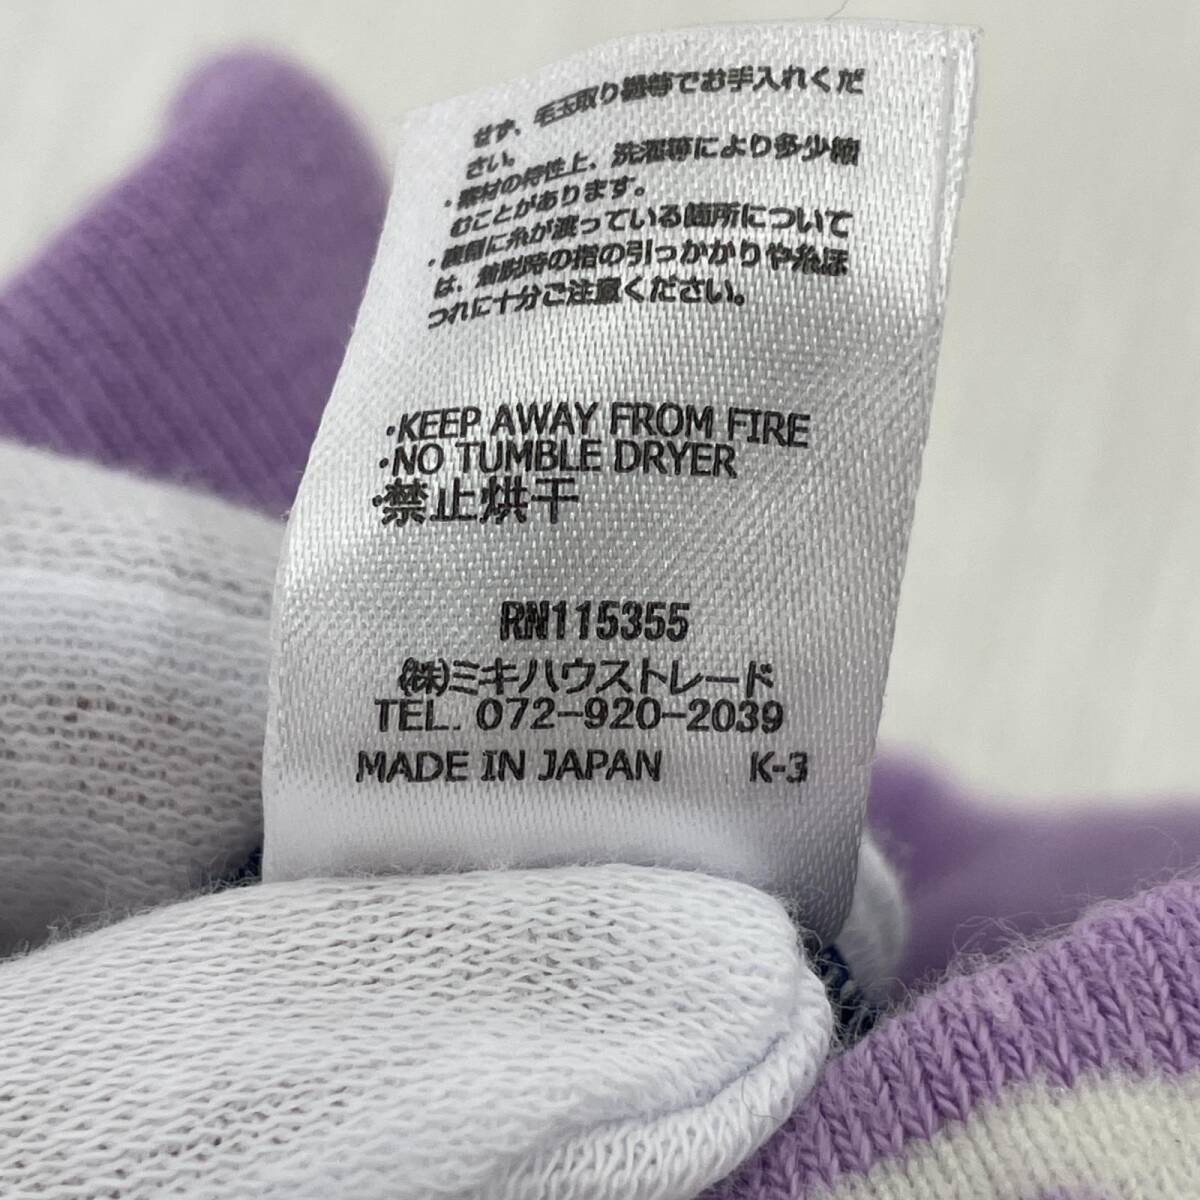 せず、毛玉取り器等でお手入れくだ
さい。
・素材の特性上、洗濯等により多少縮
むことがあります。
・裏側に糸が渡っている箇所について
は、着脱時の指の引っかかりや糸ほ
つれに十分ご注意ください。
・KEEP AWAY FROM FIRE
・NO TUMBLE DRYER
・禁止烘干
RN115355
㈱ミキハウストレード
TEL. 072-920-2039
MADE IN JAPAN K-3